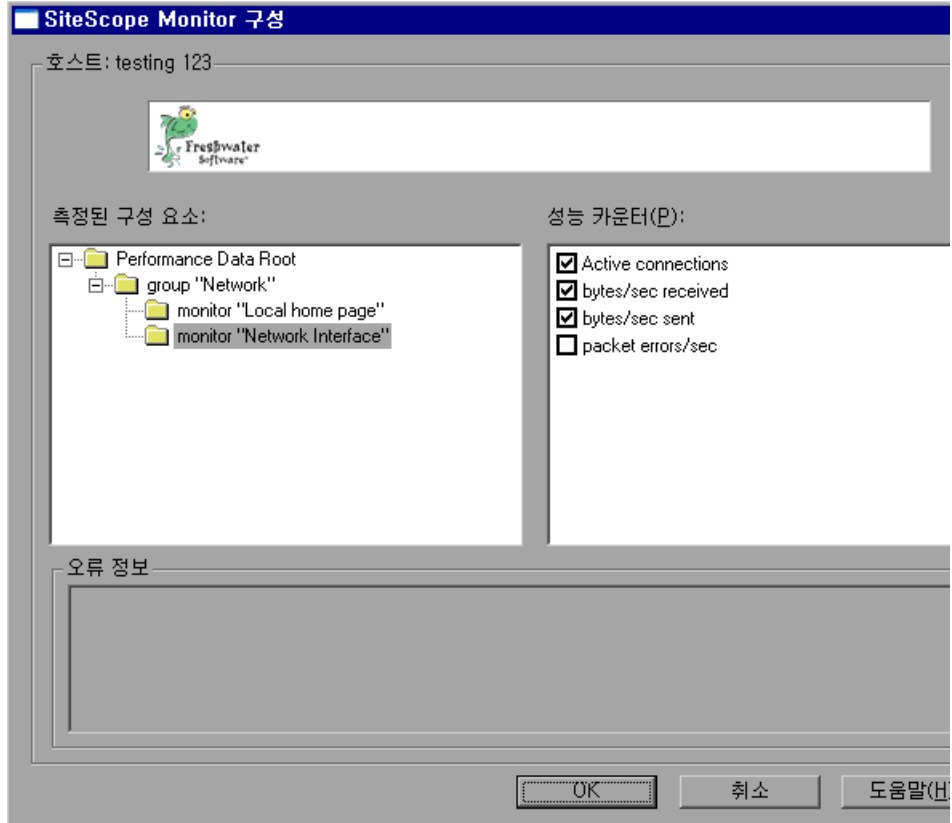 SiteScope Monitor 구성
호스트: testing 123
Freshwater
Software
측정된 구성 요소:
성능 카운터(P):
Performance Data Root
group "Network"
monitor "Local home page"
monitor "Network Interface"
Active connections
bytes/sec received
bytes/sec sent
packet errors/sec
오류 정보
OK
취소
도움말(H)